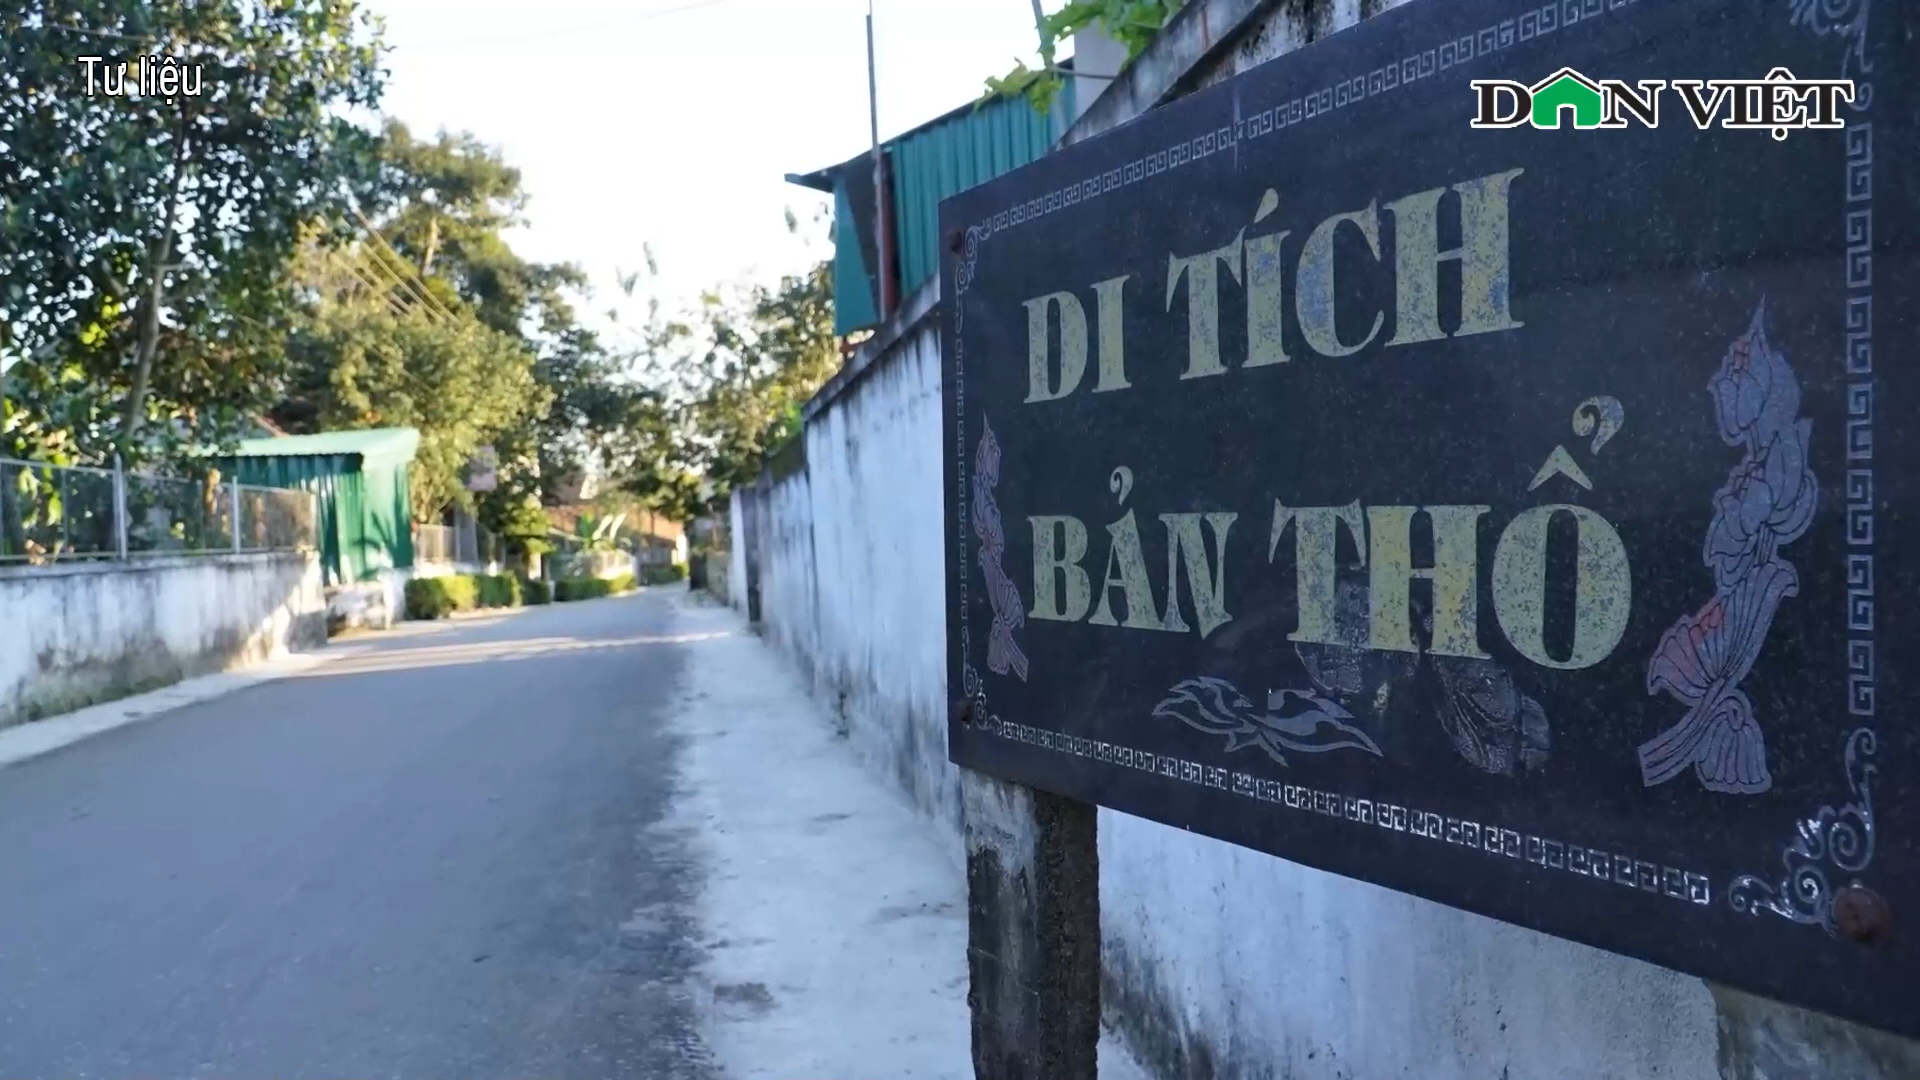 Tư liệu
DÂN VIỆT
DI TÍCH
BẢN THỔ